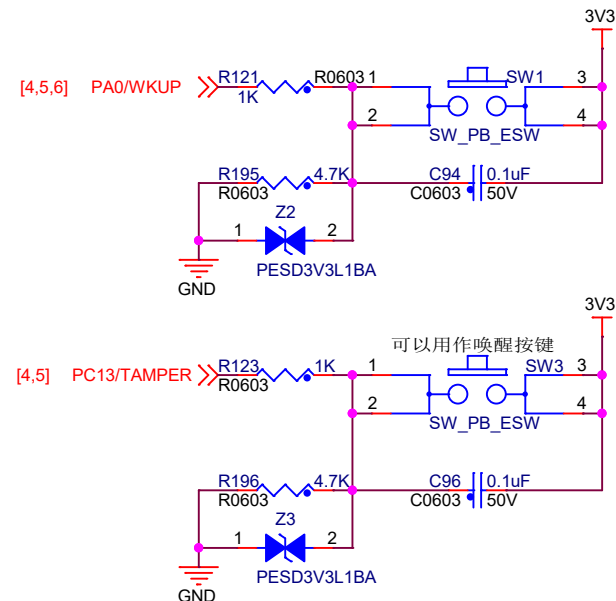 3V3
[4,5,6] PA0/WKUP R121 R0603 1 SW1 3
1K
2 4
SW_PB_ESW
R195 4.7K C94 0.1uF
R0603 C0603 50V
Z2
1 2
PESD3V3L1BA
GND
3V3
可以用作唤醒按键
[4,5] PC13/TAMPER R123 1K 1 SW3 3
R0603
2 4
SW_PB_ESW
R196 4.7K C96 0.1uF
R0603 C0603 50V
Z3
1 2
PESD3V3L1BA
GND